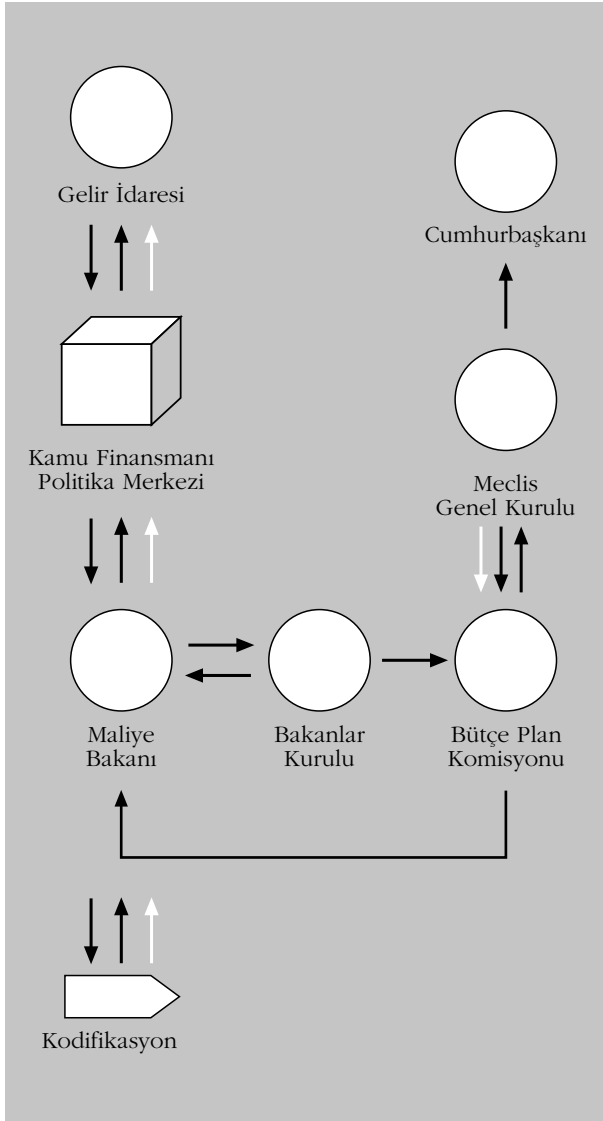 Gelir İdaresi
Cumhurbaşkanı
Kamu Finansmanı
Politika Merkezi
Meclis
Genel Kurulu
Maliye
Bakanı
Bakanlar
Kurulu
Bütçe Plan
Komisyonu
Kodifikasyon